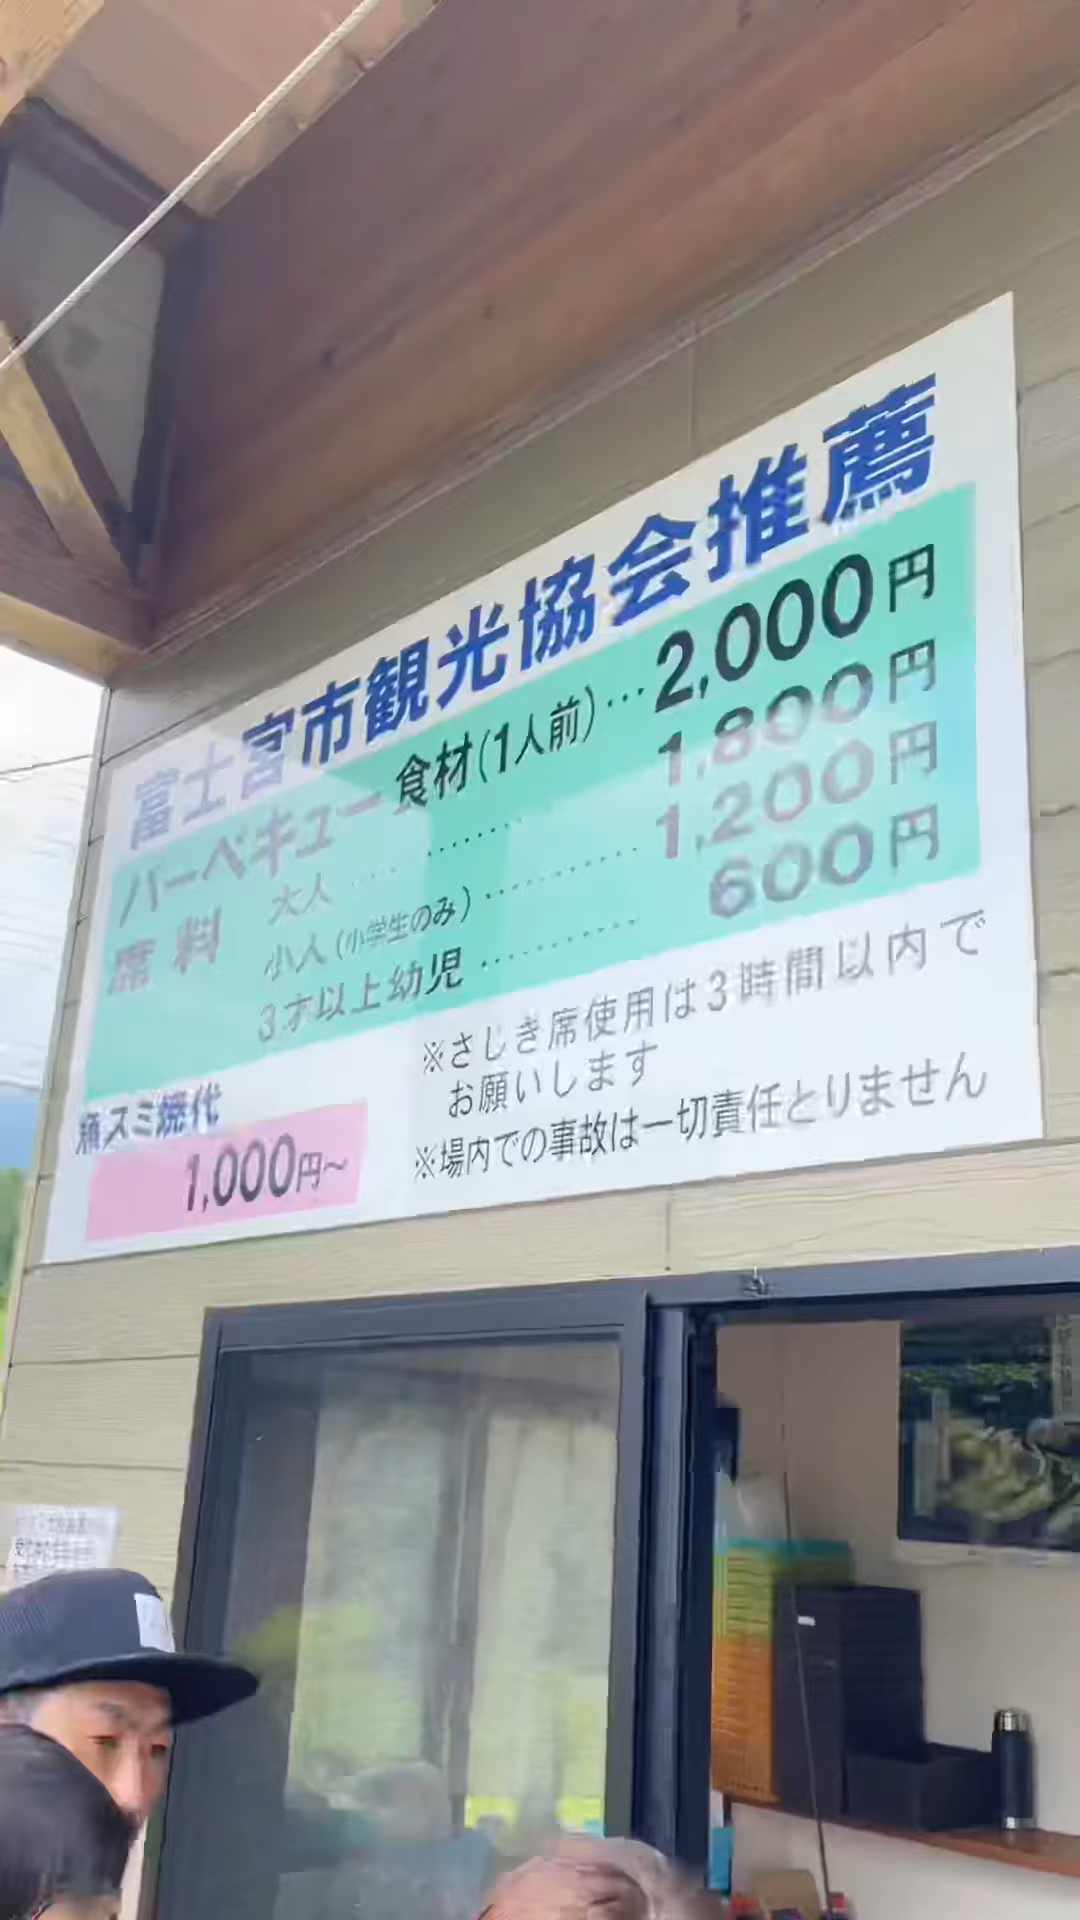 富士宮市観光協会推薦
バーベキュー食材(1人前)…2,000円
席料 大人 ………… 1,800円
小人(小学生のみ) ………… 1,200円
3才以上幼児 ………… 600円
※さじき席使用は3時間以内で
お願いします
※場内での事故は一切責任とりません
スミ焼代
1,000円～